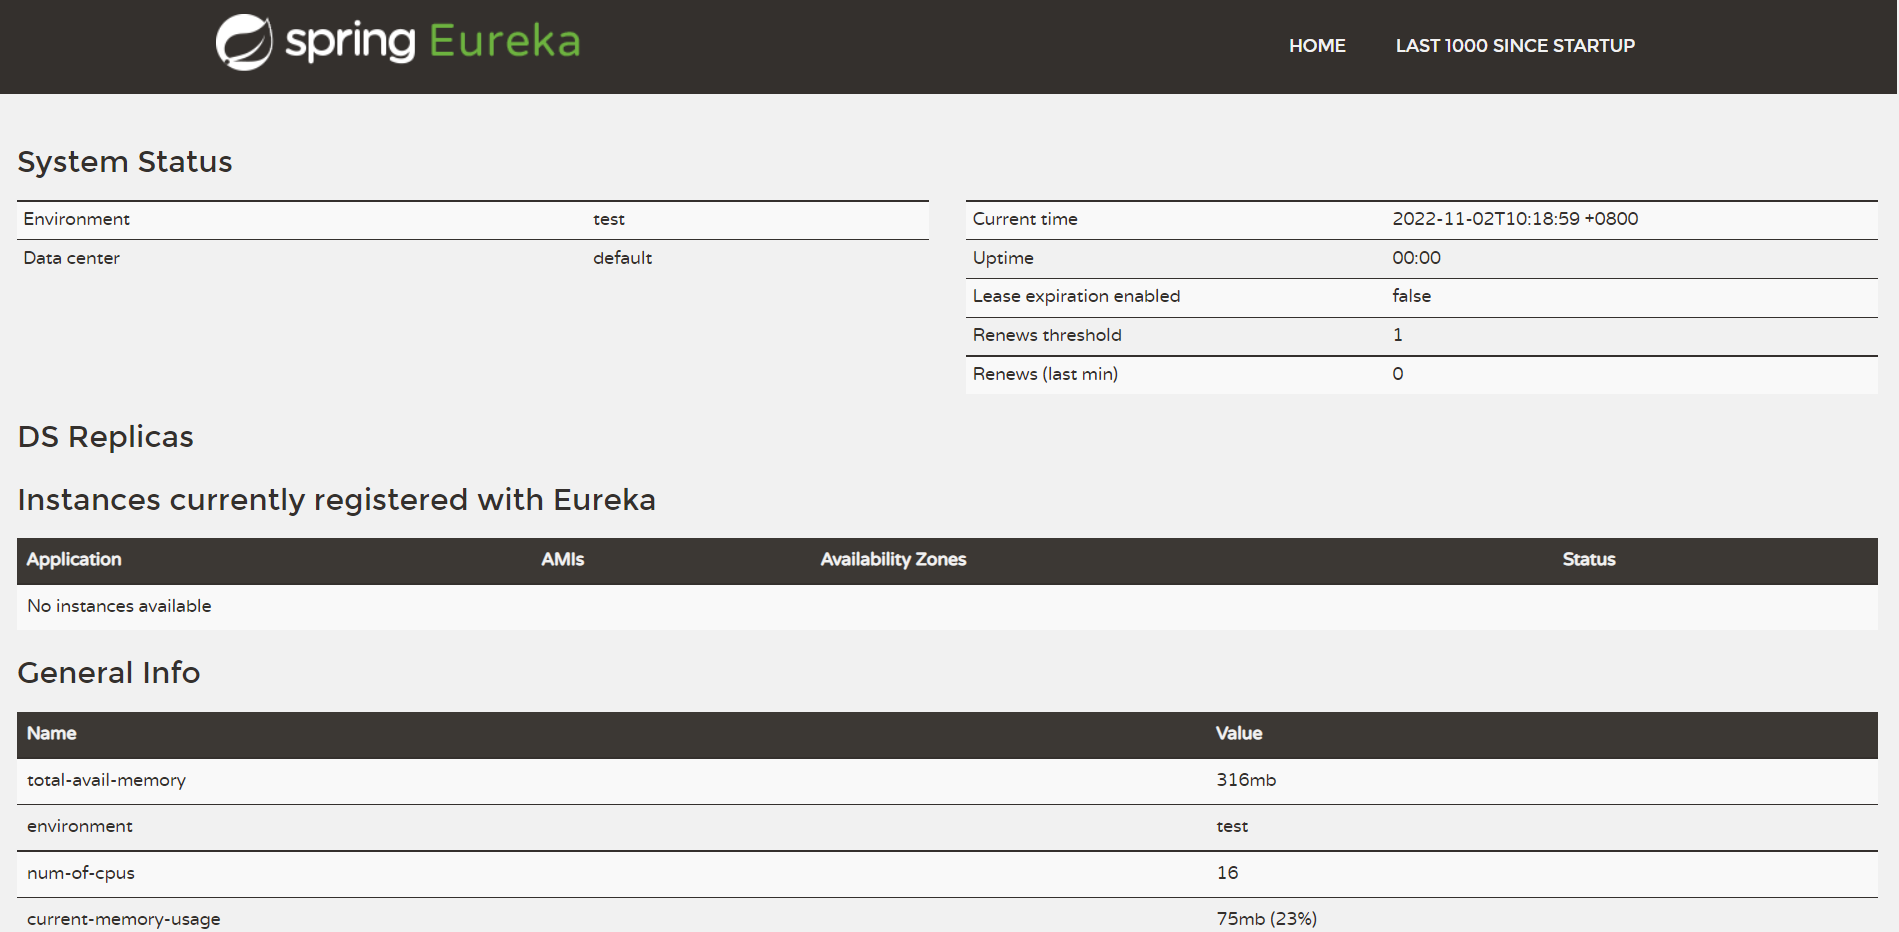 spring Eureka
HOME LAST 1000 SINCE STARTUP
System Status
Environment test
Data center default
Current time 2022-11-02T10:18:59 +0800
Uptime 00:00
Lease expiration enabled false
Renews threshold 1
Renews (last min) 0
DS Replicas
Instances currently registered with Eureka
Application AMIs Availability Zones Status
No instances available
General Info
Name Value
total-avail-memory 316mb
environment test
num-of-cpus 16
current-memory-usage 75mb (23%)